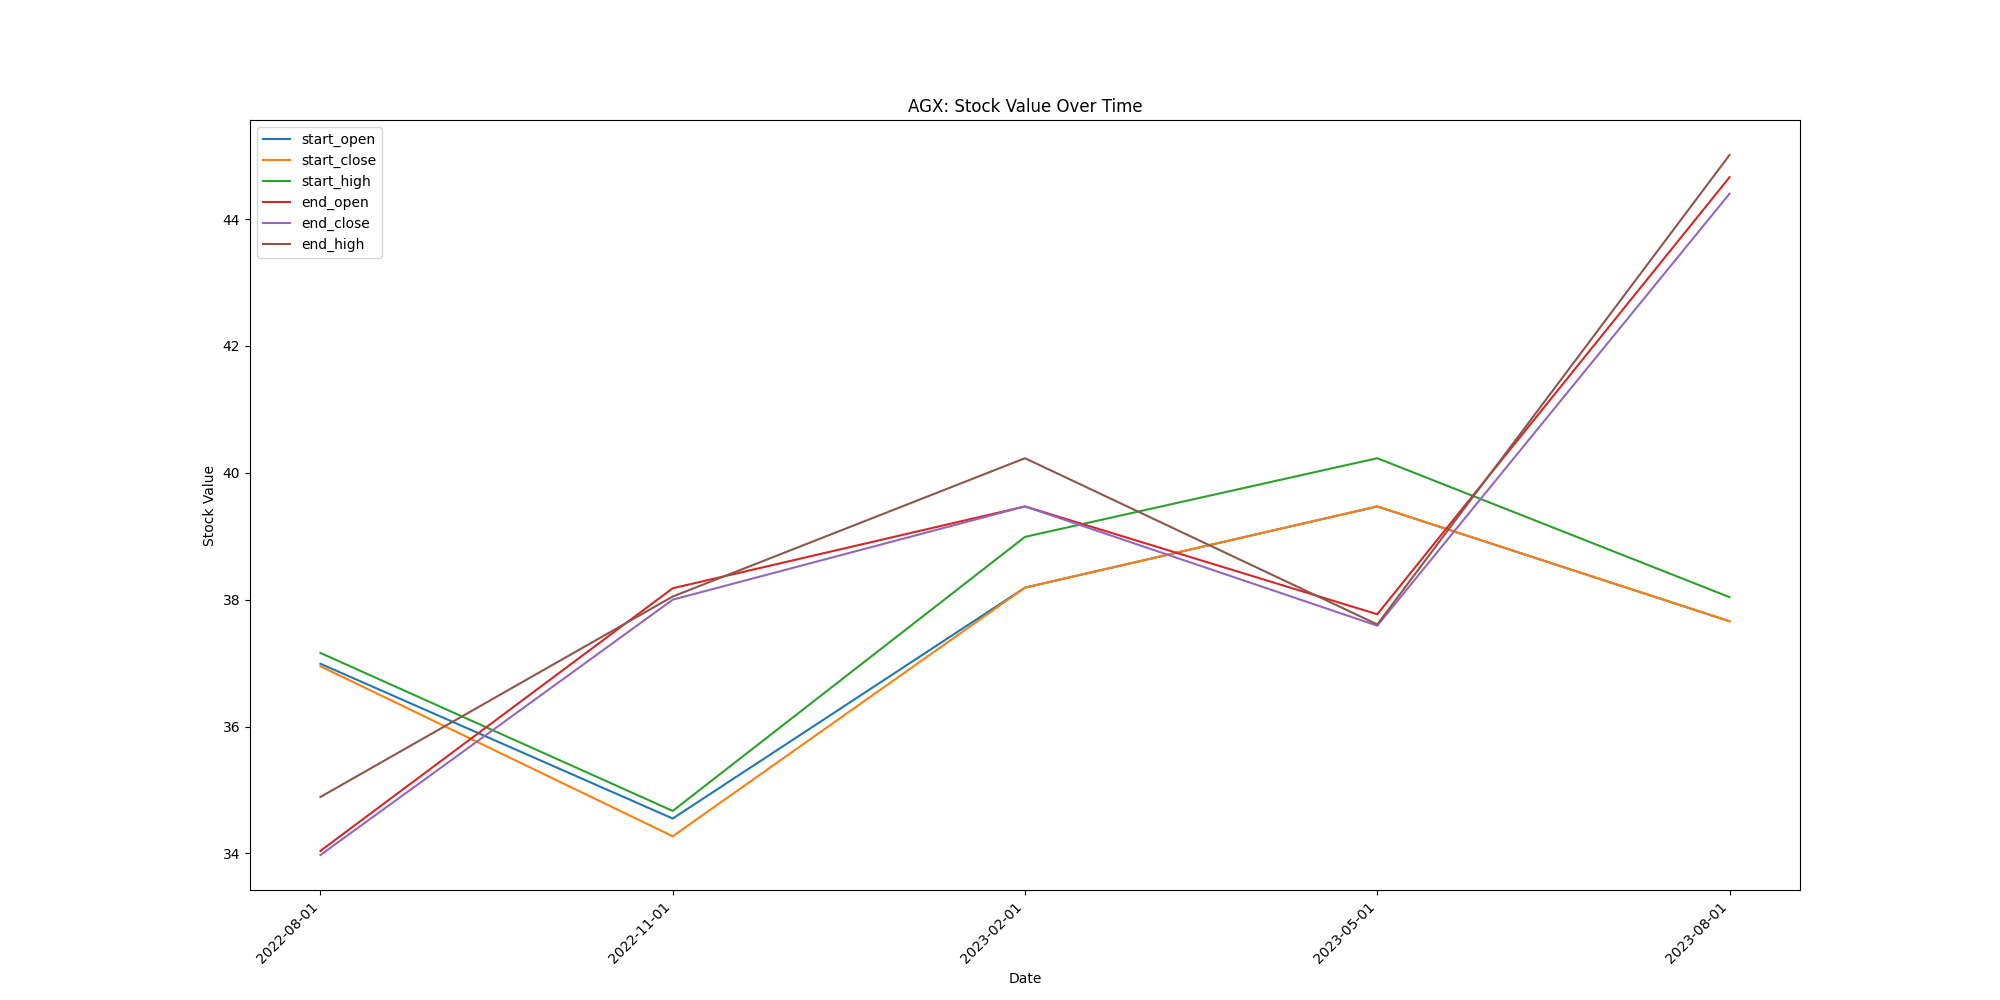 AGX: Stock Value Over Time
start_open
start_close
start_high
end_open
end_close
end_high
Stock Value
44
42
40
38
36
34
2022-08-01
2022-11-01
2023-02-01
2023-05-01
2023-08-01
Date